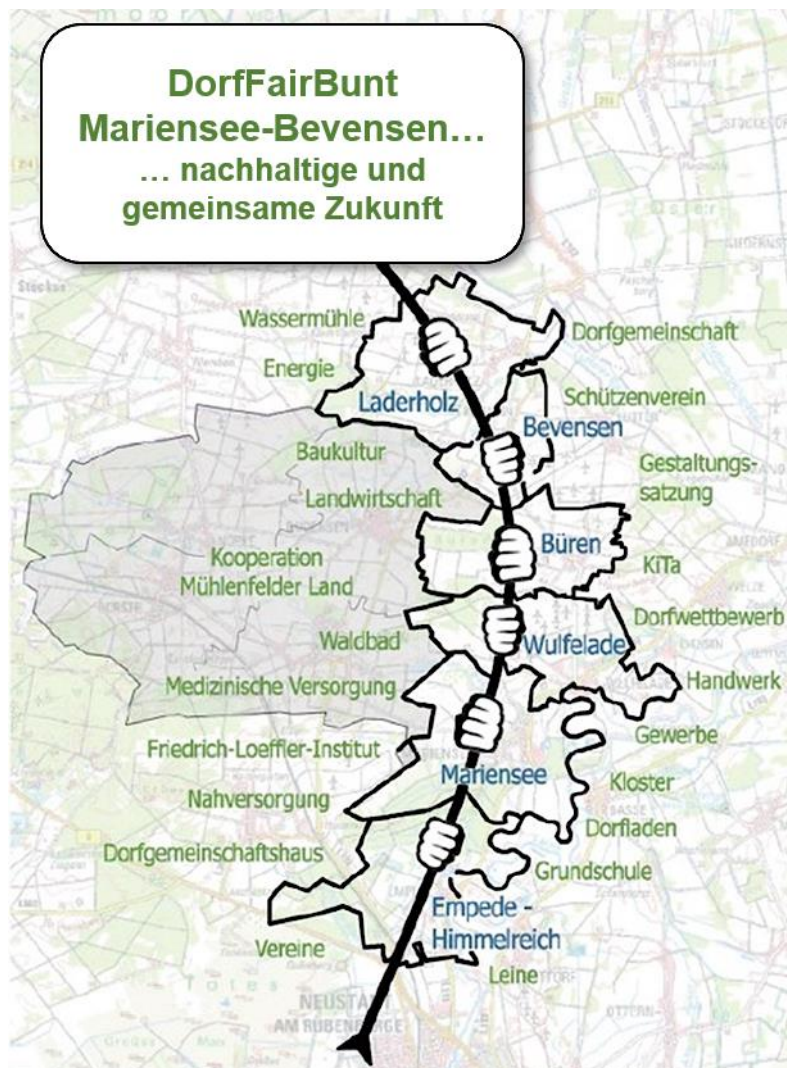 DorfFairBunt
Mariensee-Bevensen...
... nachhaltige und
gemeinsame Zukunft
Wassermühle
Dorfgemeinschaft
Energie
Laderholz
Schützenverein
Bevensen
Baukultur
Gestaltungs-
satzung
Landwirtschaft
Büren
Kooperation
Mühlenfelder Land
KiTa
Dorfwettbewerb
Waldbad
Wulfelade
Medizinische Versorgung
Handwerk
Gewerbe
Friedrich-Loeffler-Institut
Mariensee
Kloster
Nahversorgung
Dorfladen
Dorfgemeinschaftshaus
Grundschule
Empede -
Himmelreich
Vereine
Leine
NEUSTADT
AM RÜBENBERGE